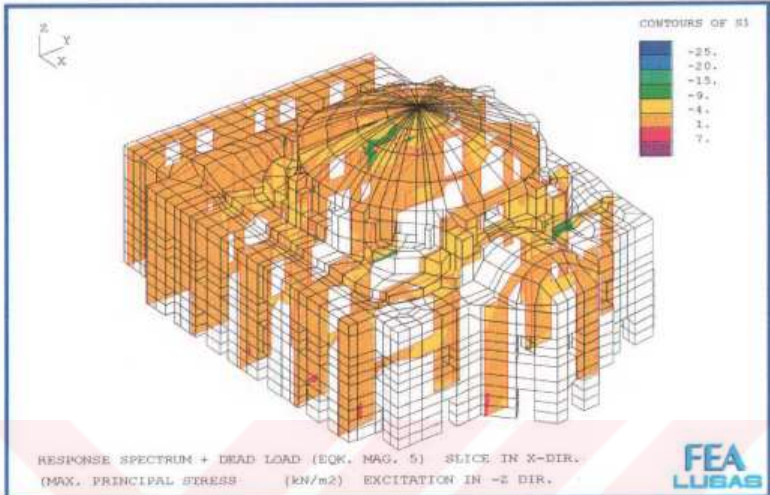 CONTOURS OF S1
-25.
-20.
-15.
-9.
-4.
1.
7.
Z
Y
X
RESPONSE SPECTRUM + DEAD LOAD (EQK. MAG. 5) SLICE IN X-DIR.
(MAX. PRINCIPAL STRESS (kN/m2) EXCITATION IN -Z DIR.
FEA
LUSAS